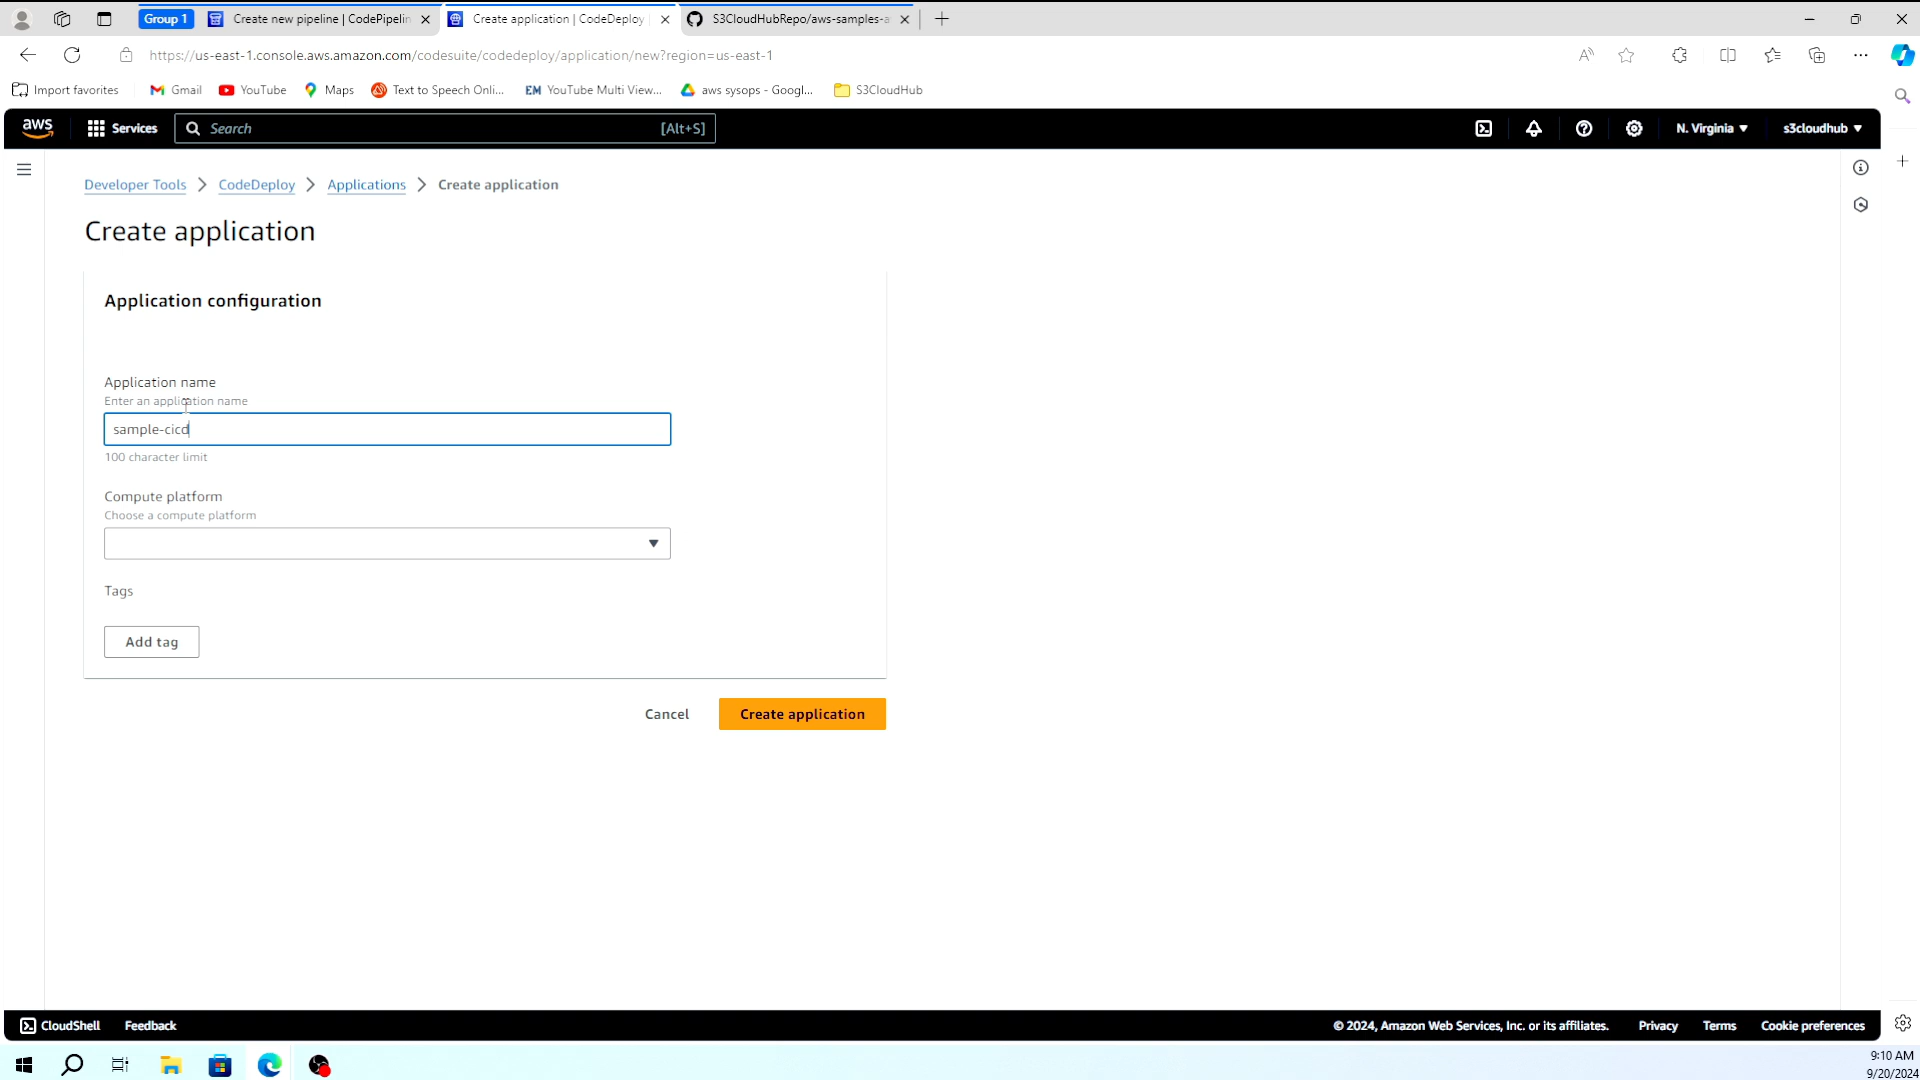 Group 1
Create new pipeline | CodePipelin
Create application | CodeDeploy
S3CloudHubRepo/aws-samples-a
https://us-east-1.console.aws.amazon.com/codesuite/codedeploy/application/new?region=us-east-1
Import favorites
Gmail
YouTube
Maps
Text to Speech Onli...
EM YouTube Multi View...
aws sysops - Googl...
S3CloudHub
aws
Services
Search
[Alt+S]
N. Virginia
s3cloudhub
Developer Tools
CodeDeploy
Applications
Create application
Create application
Application configuration
Application name
Enter an application name
sample-cicd
100 character limit
Compute platform
Choose a compute platform
Tags
Add tag
Cancel
Create application
CloudShell
Feedback
© 2024, Amazon Web Services, Inc. or its affiliates.
Privacy
Terms
Cookie preferences
9:10 AM
9/20/2024